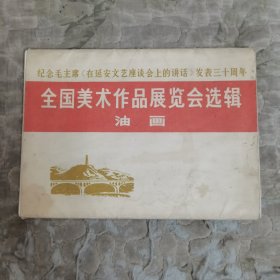 纪念毛主席《在延安文艺座谈会上的讲话》发表三十周年
全国美术作品展览会选辑
油画